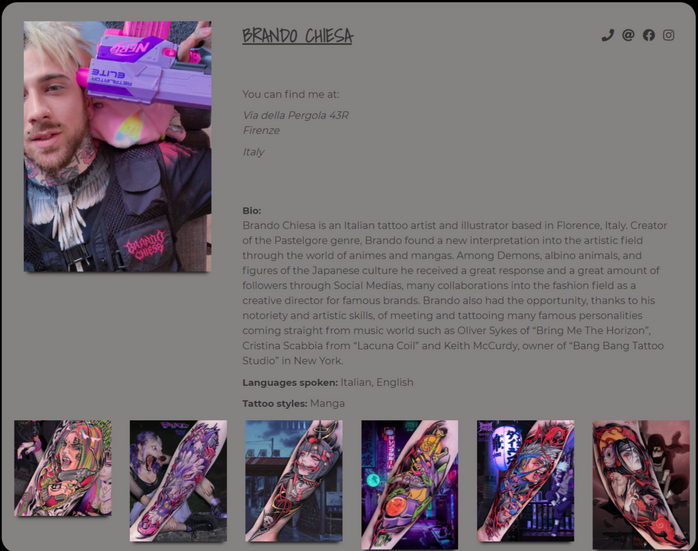 BRANDO CHIESA
You can find me at:
Via della Pergola 43R
Firenze
Italy
NERF
ELITE
BRANDO
CHIESA
Bio:
Brando Chiesa is an Italian tattoo artist and illustrator based in Florence, Italy. Creator
of the Pastelgore genre, Brando found a new interpretation into the artistic field
through the world of animes and mangas. Among Demons, albino animals, and
figures of the Japanese culture he received a great response and a great amount of
followers through Social Medias, many collaborations into the fashion field as a
creative director for famous brands. Brando also had the opportunity, thanks to his
notoriety and artistic skills, of meeting and tattooing many famous personalities
coming straight from music world such as Oliver Sykes of “Bring Me The Horizon”,
Cristina Scabbia from “Lacuna Coil” and Keith McCurdy, owner of “Bang Bang Tattoo
Studio” in New York.
Languages spoken: Italian, English
Tattoo styles: Manga